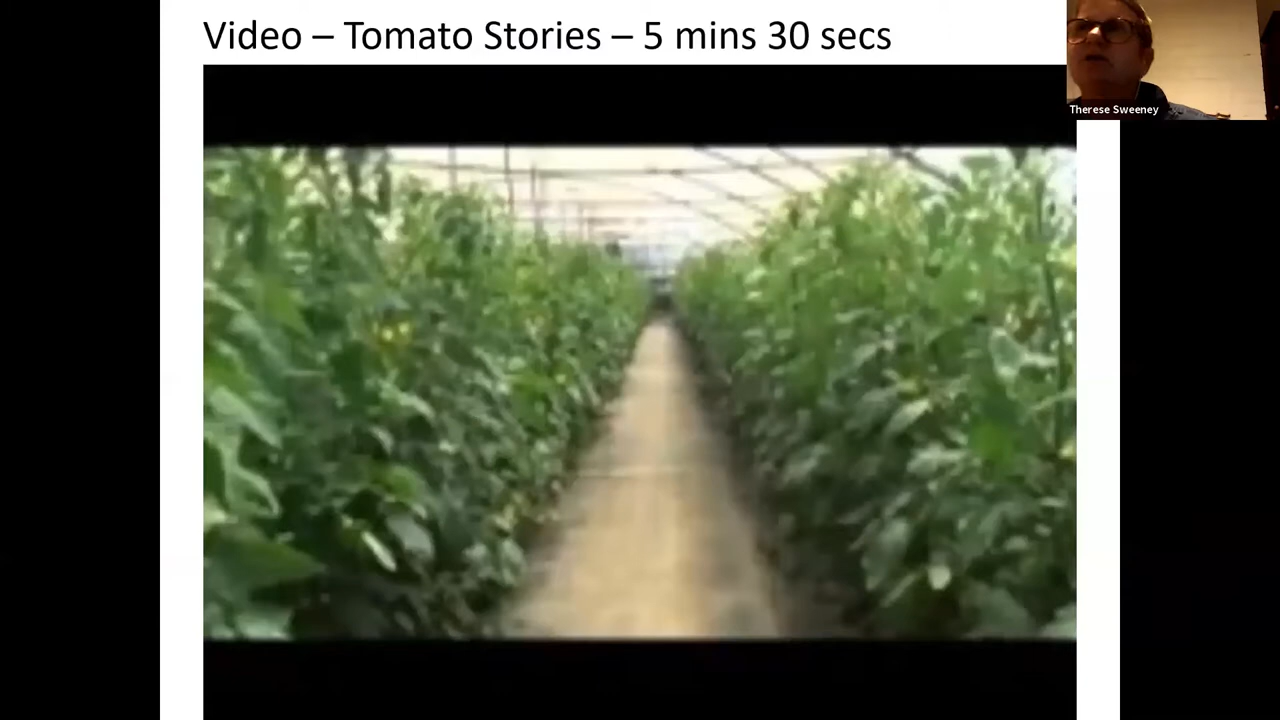 Video – Tomato Stories – 5 mins 30 secs
Therese Sweeney